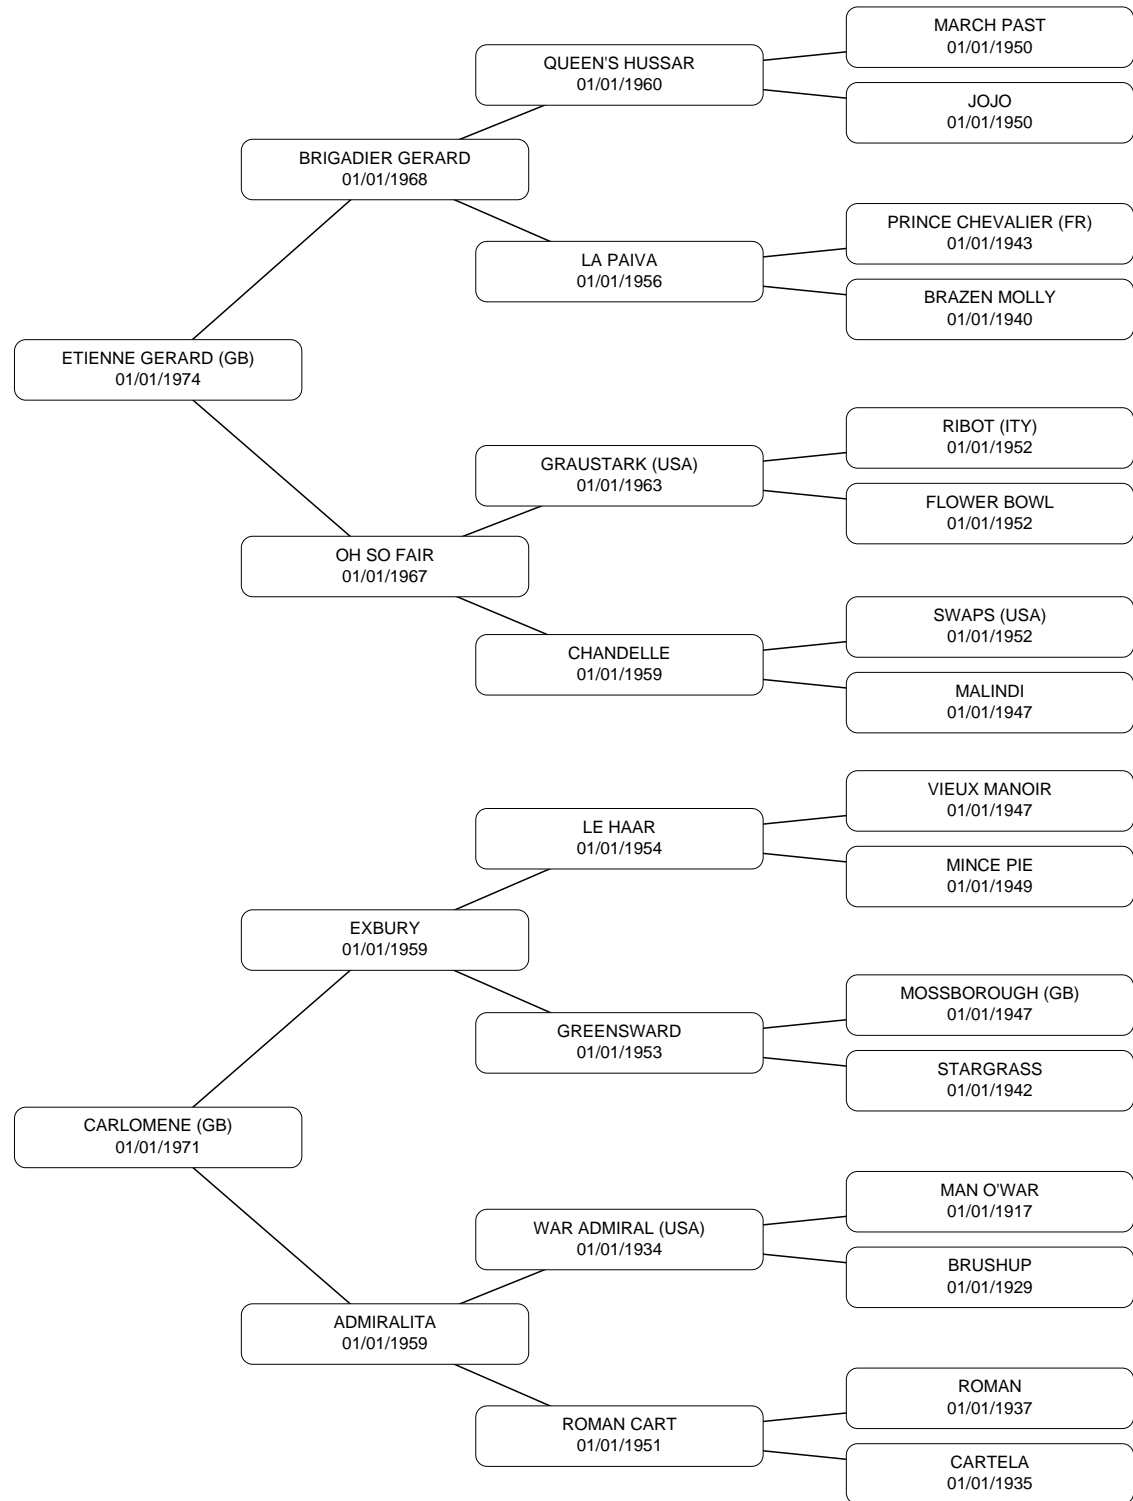 MARCH PAST
01/01/1950
QUEEN'S HUSSAR
01/01/1960
JOJO
01/01/1950
BRIGADIER GERARD
01/01/1968
PRINCE CHEVALIER (FR)
01/01/1943
LA PAIVA
01/01/1956
BRAZEN MOLLY
01/01/1940
ETIENNE GERARD (GB)
01/01/1974
RIBOT (ITY)
01/01/1952
GRAUSTARK (USA)
01/01/1963
FLOWER BOWL
01/01/1952
OH SO FAIR
01/01/1967
SWAPS (USA)
01/01/1952
CHANDELLE
01/01/1959
MALINDI
01/01/1947
VIEUX MANOIR
01/01/1947
LE HAAR
01/01/1954
MINCE PIE
01/01/1949
EXBURY
01/01/1959
MOSSBOROUGH (GB)
01/01/1947
GREENSWARD
01/01/1953
STARGRASS
01/01/1942
CARLOMENE (GB)
01/01/1971
MAN O'WAR
01/01/1917
WAR ADMIRAL (USA)
01/01/1934
BRUSHUP
01/01/1929
ADMIRALITA
01/01/1959
ROMAN
01/01/1937
ROMAN CART
01/01/1951
CARTELA
01/01/1935